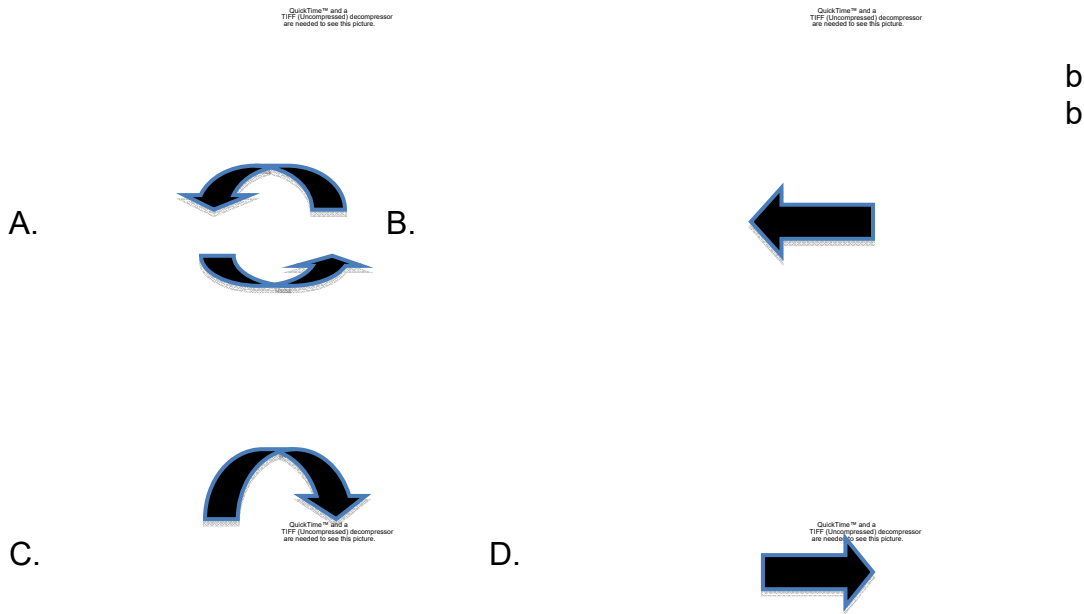 QuickTime™ and a
TIFF (Uncompressed) decompressor
are needed to see this picture.
QuickTime™ and a
TIFF (Uncompressed) decompressor
are needed to see this picture.
b
b
A.
B.
QuickTime™ and a
TIFF (Uncompressed) decompressor
are needed to see this picture.
QuickTime™ and a
TIFF (Uncompressed) decompressor
are needed to see this picture.
C.
D.